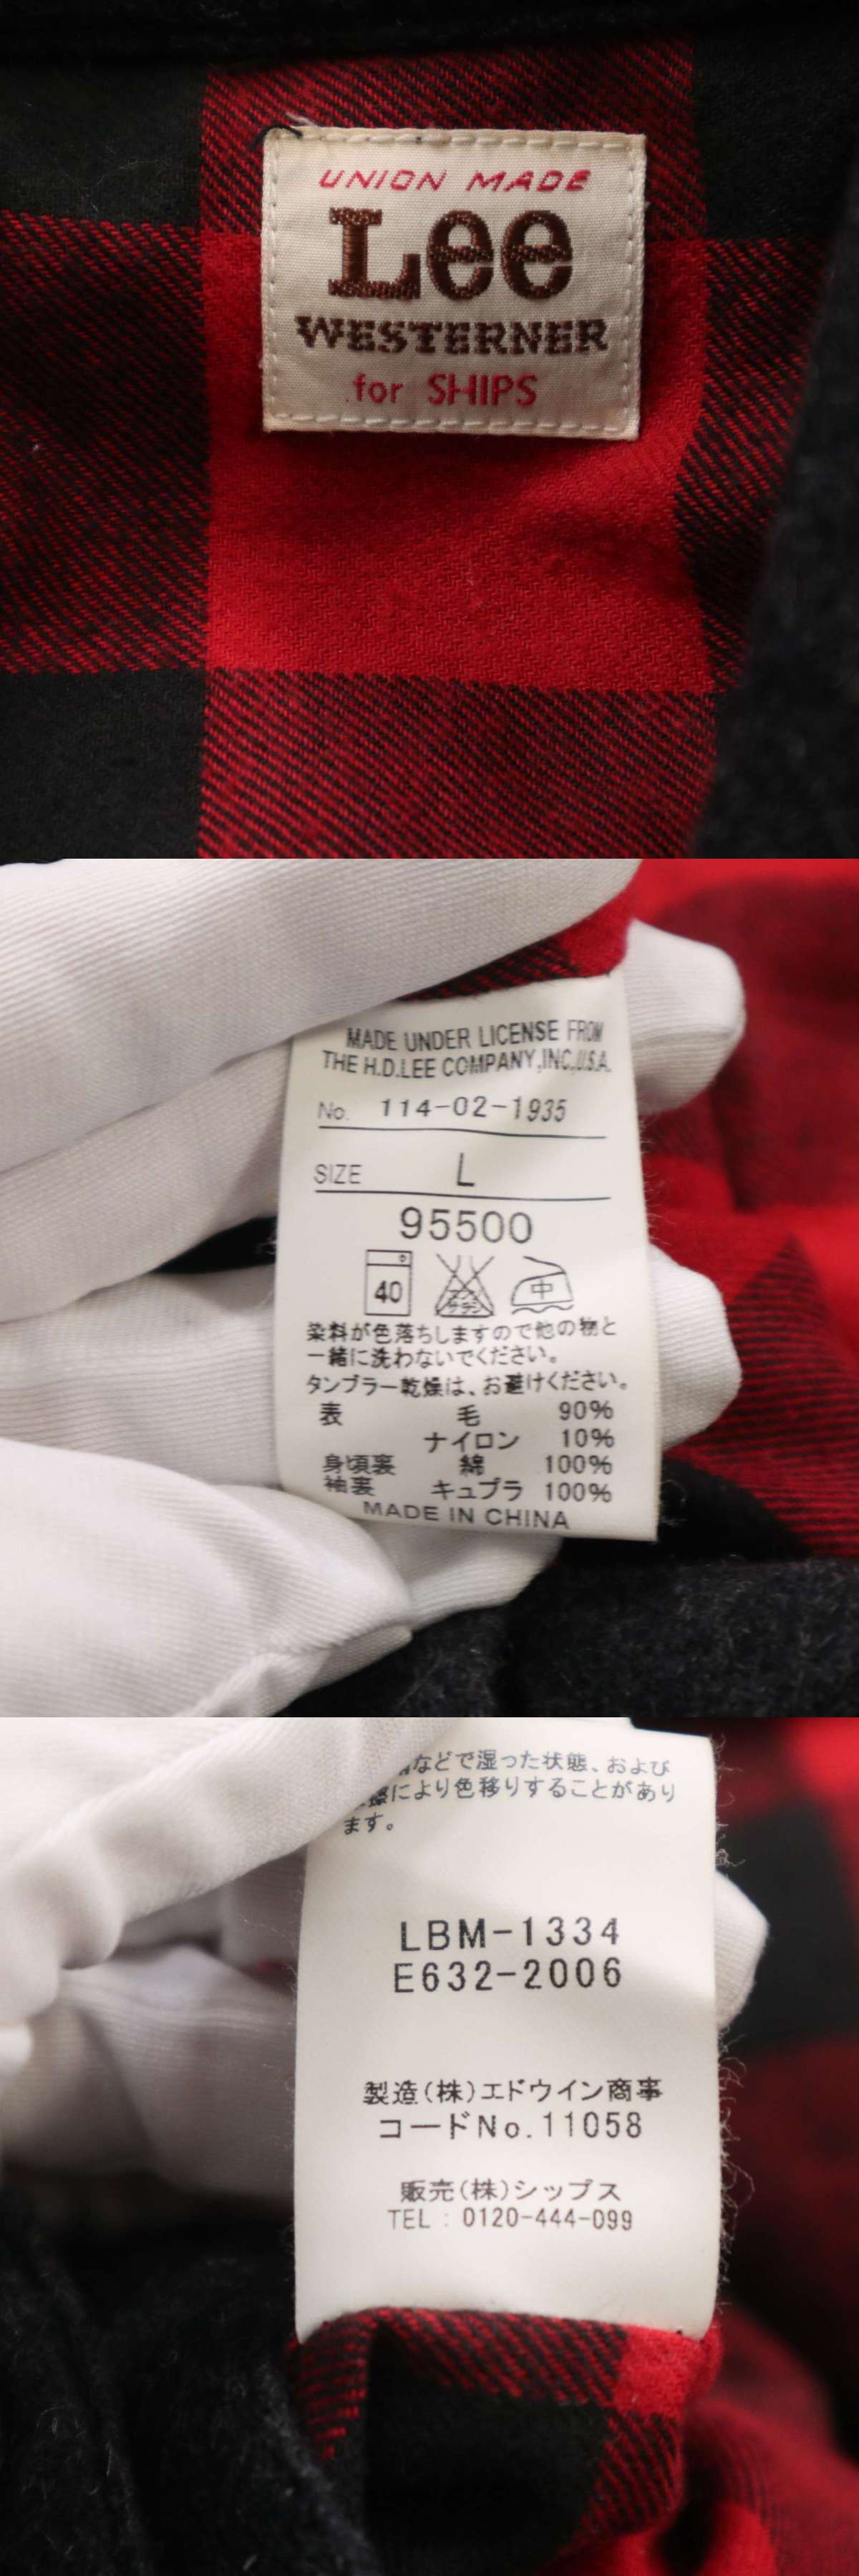 UNION MADE
Lee
WESTERNER
for SHIPS
MADE UNDER LICENSE FROM
THE H.D.LEE COMPANY,INC.,U.S.A.
No. 114-02-1935
SIZE L
95500
40 中
染料が色落ちしますので他の物と
一緒に洗わないでください。
タンブラー乾燥は、お避けください。
表 毛 90%
ナイロン 10%
身頃裏 綿 100%
袖裏 キュプラ 100%
MADE IN CHINA
などで湿った状態、および
により色移りすることがあり
ます。
LBM-1334
E632-2006
製造(株)エドウイン商事
コードNo.11058
販売(株)シップス
TEL : 0120-444-099